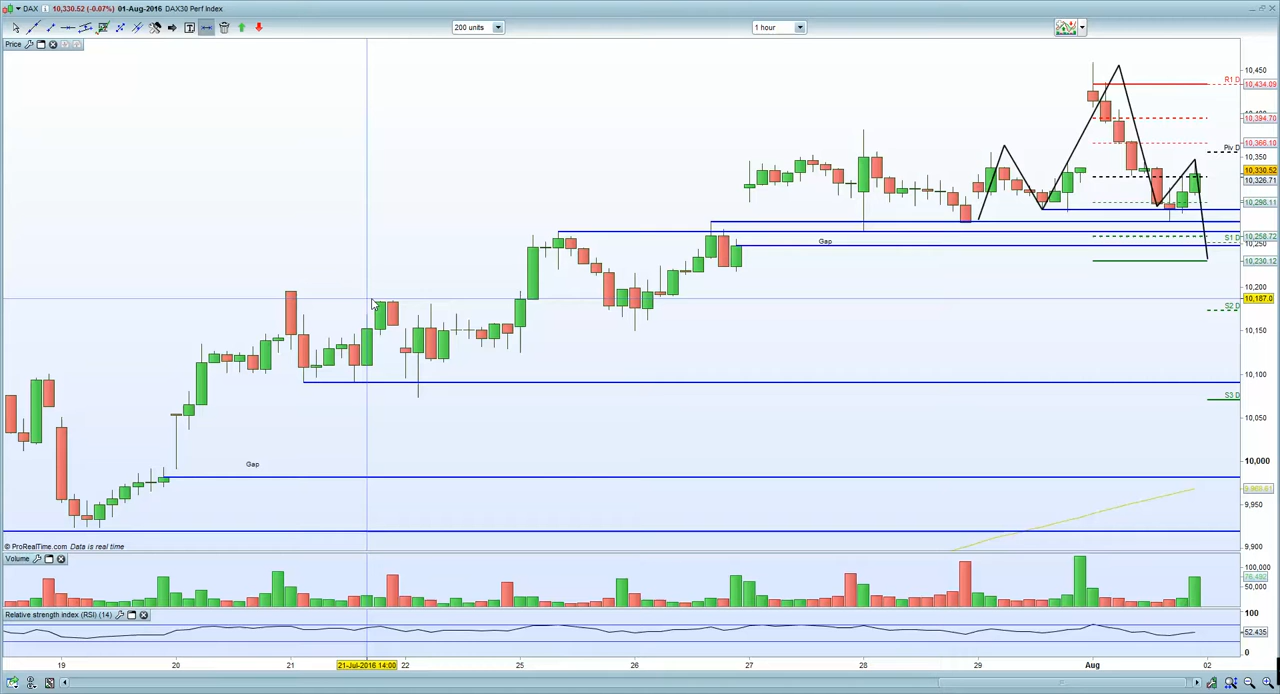 DAX 10,330.52 (-0.07%) 01-Aug-2016 DAX30 Perf Index
200 units 1 hour
Price
10,450
R1 D 10,434.09
10,394.70
10,366.10
Piv D 10,350
10,330.52
10,326.71
10,298.11
Gap
10,258.72
S1 D 10,250
10,230.12
10,200
10,187.0
S2 D
10,150
10,100
S3 D
10,050
Gap
10,000
9,969.61
9,950
9,900
© ProRealTime.com Data is real time
Volume
100,000
50,000
Relative strength index (RSI) (14)
100
52.435
0
19 20 21 21-Jul-2016 14:00 22 25 26 27 28 29 Aug 02